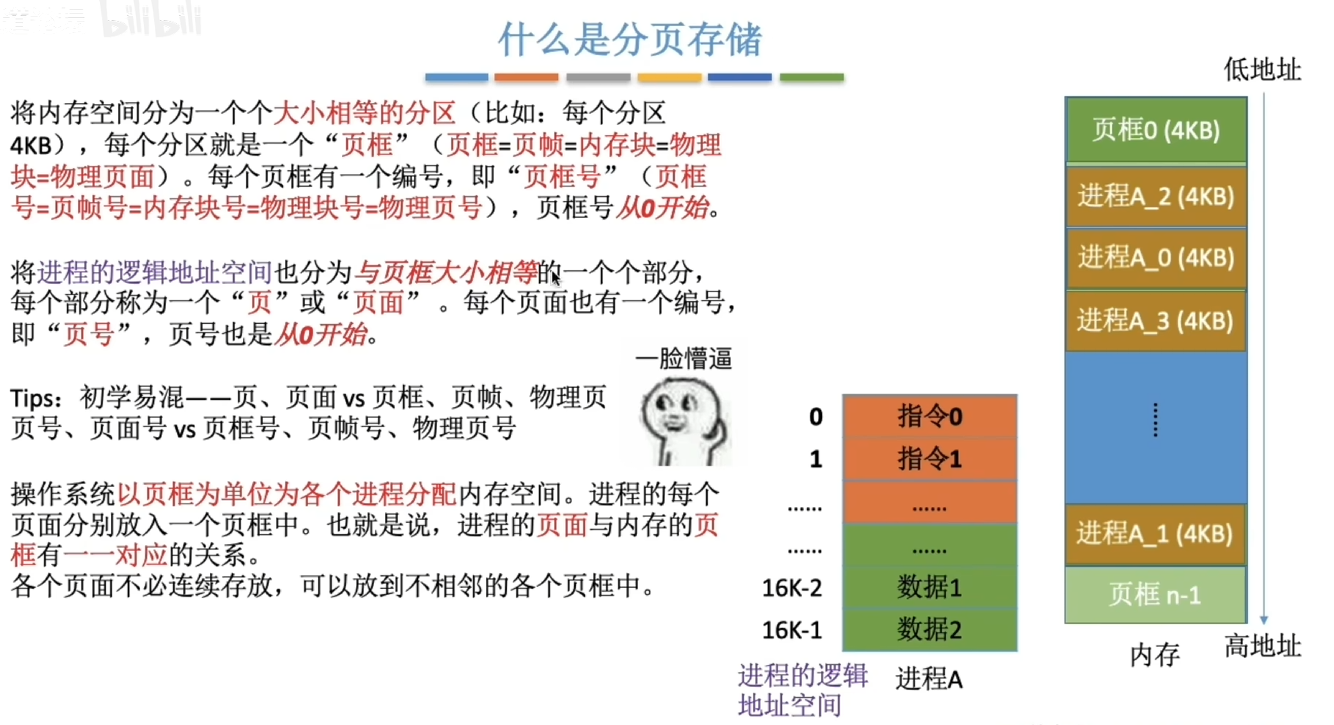 bilibili
什么是分页存储
将内存空间分为一个个大小相等的分区（比如：每个分区
4KB），每个分区就是一个“页框”（页框=页帧=内存块=物理
块=物理页面）。每个页框有一个编号，即“页框号”（页框
号=页帧号=内存块号=物理块号=物理页号），页框号从0开始。
将进程的逻辑地址空间也分为与页框大小相等的一个个部分，
每个部分称为一个“页”或“页面” 。每个页面也有一个编号，
即“页号”，页号也是从0开始。
Tips：初学易混——页、页面 vs 页框、页帧、物理页
页号、页面号 vs 页框号、页帧号、物理页号
一脸懵逼
操作系统以页框为单位为各个进程分配内存空间。进程的每个
页面分别放入一个页框中。也就是说，进程的页面与内存的页
框有一一对应的关系。
各个页面不必连续存放，可以放到不相邻的各个页框中。
0 指令0
1 指令1
...... ......
...... ......
16K-2 数据1
16K-1 数据2
进程的逻辑
地址空间
进程A
低地址
页框0 (4KB)
进程A_2 (4KB)
进程A_0 (4KB)
进程A_3 (4KB)
......
进程A_1 (4KB)
页框 n-1
内存
高地址